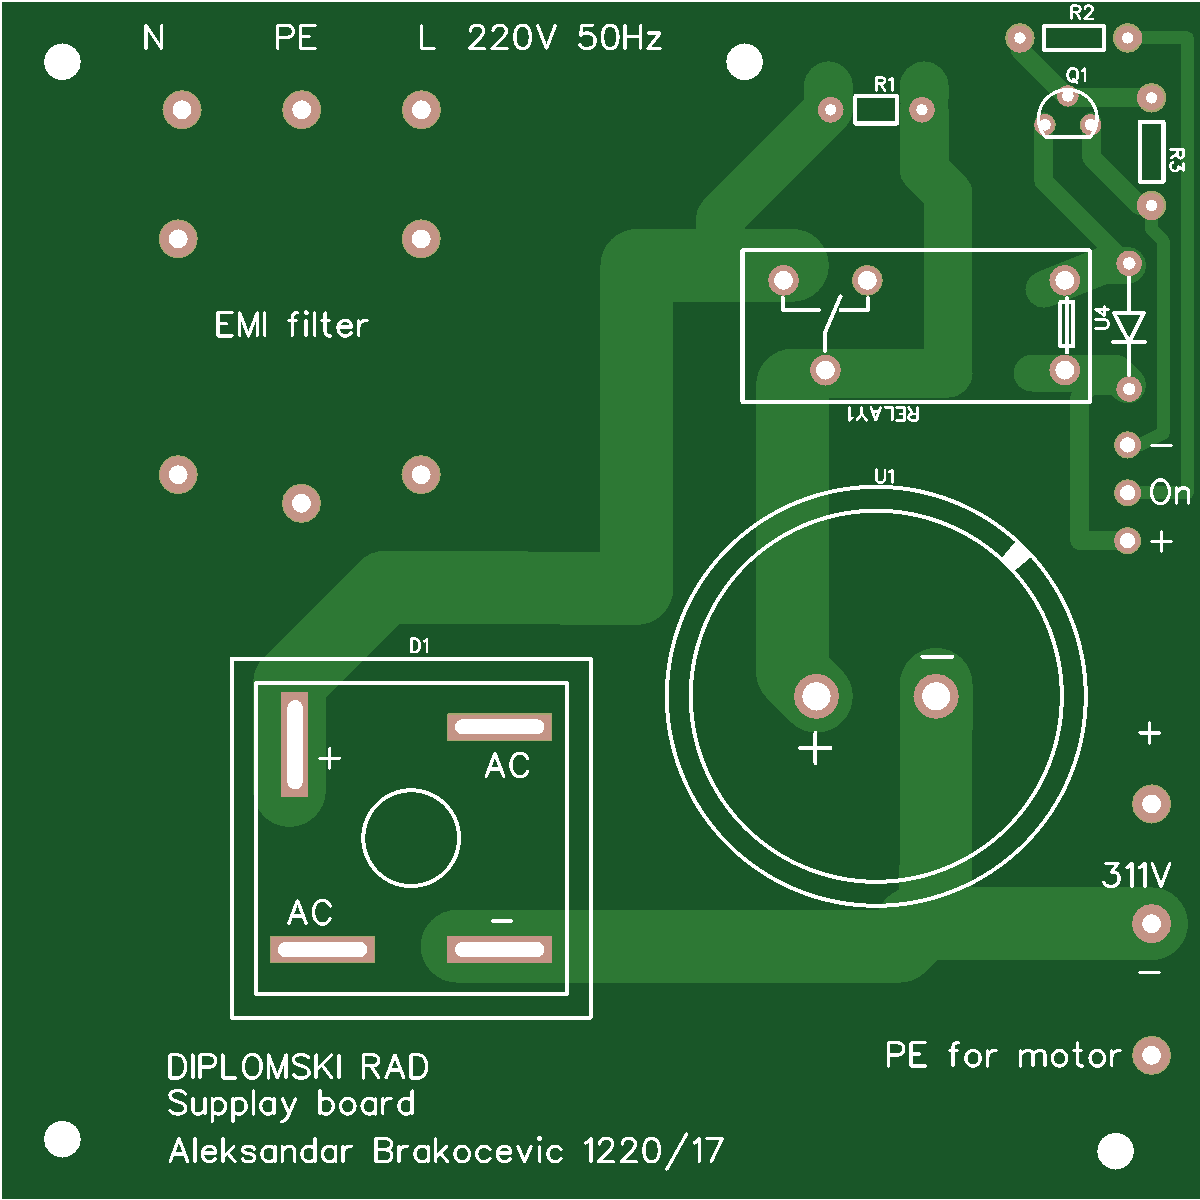 N PE L 220V 50Hz
R2
R1
Q1
R3
EMI filter
U4
RELAY1
−
U1
On
+
D1
−
+
+
+
AC
311V
AC
−
−
PE for motor
DIPLOMSKI RAD
Supplay board
Aleksandar Brakocevic 1220/17